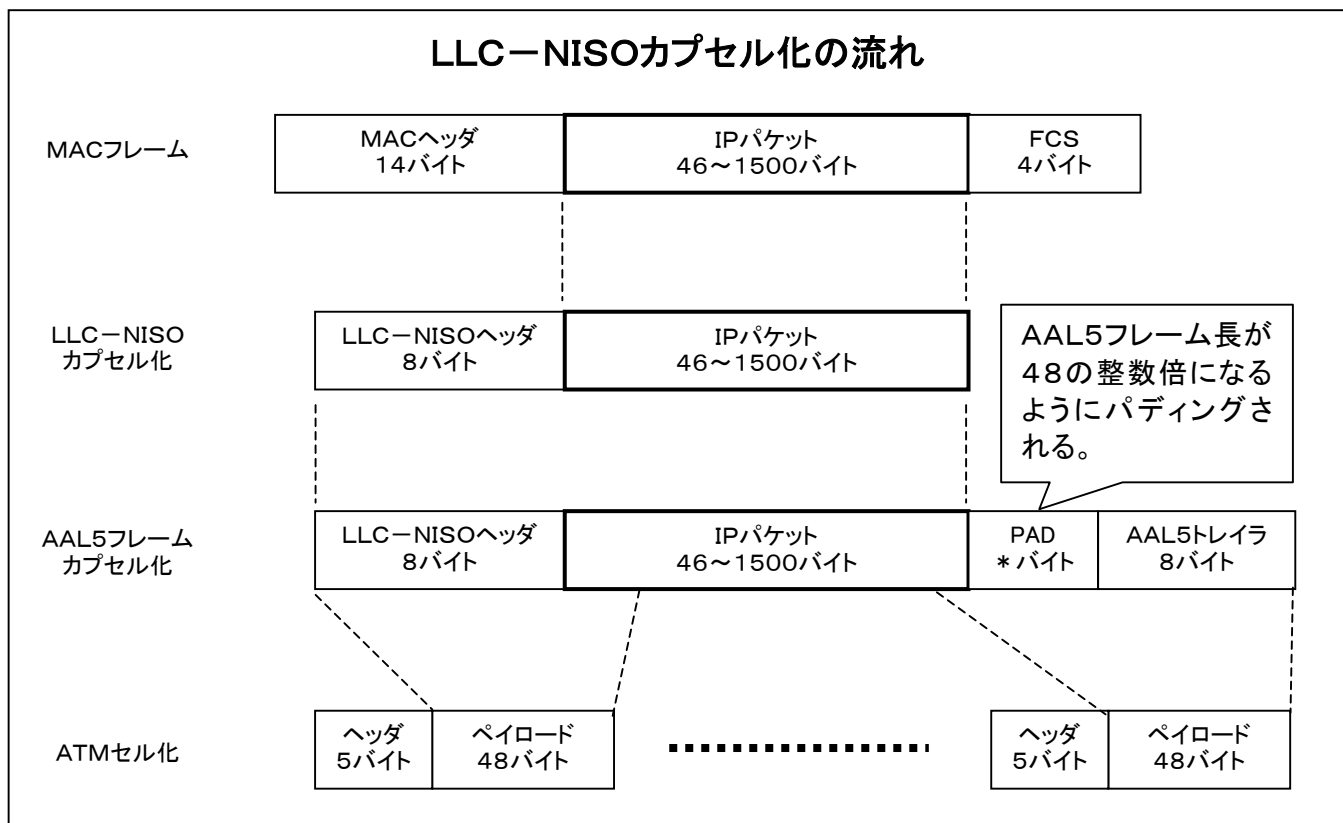 LLC－NISOカプセル化の流れ
MACフレーム
MACヘッダ
14バイト
IPパケット
46～1500バイト
FCS
4バイト
LLC－NISO
カプセル化
LLC－NISOヘッダ
8バイト
IPパケット
46～1500バイト
AAL5フレーム長が
48の整数倍になる
ようにパディングさ
れる。
AAL5フレーム
カプセル化
LLC－NISOヘッダ
8バイト
IPパケット
46～1500バイト
PAD
＊バイト
AAL5トレイラ
8バイト
ATMセル化
ヘッダ
5バイト
ペイロード
48バイト
ヘッダ
5バイト
ペイロード
48バイト